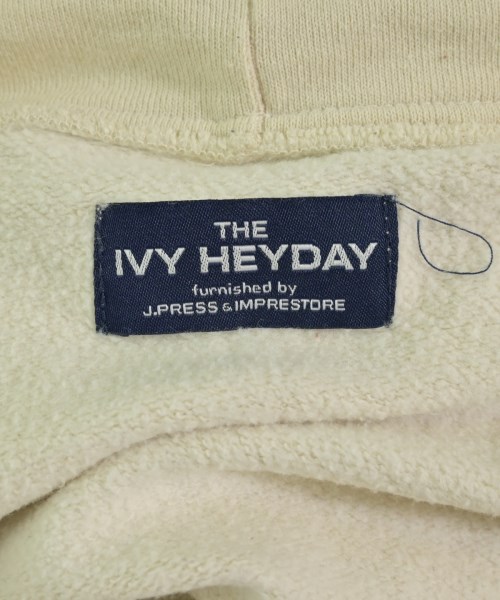 THE
IVY HEYDAY
furnished by
J.PRESS & IMPRESTORE